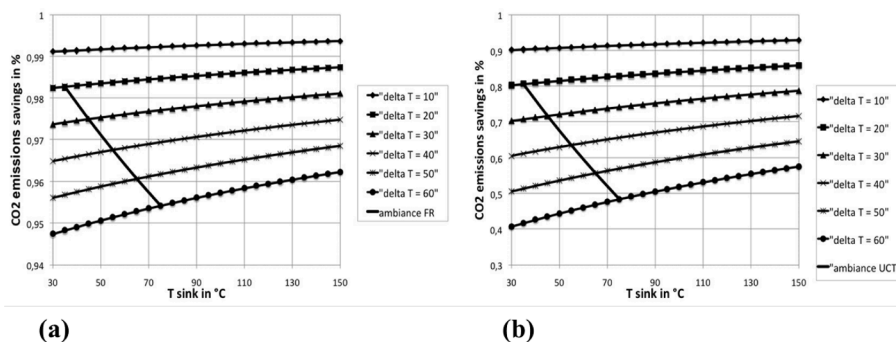 CO2 emissions savings in %
1
0,99
0,98
0,97
0,96
0,95
0,94
30 50 70 90 110 130 150
T sink in °C
"delta T = 10"
"delta T = 20"
"delta T = 30"
"delta T = 40"
"delta T = 50"
"delta T = 60"
ambiance FR
(a)
CO2 emissions savings in %
1
0,9
0,8
0,7
0,6
0,5
0,4
0,3
30 50 70 90 110 130 150
T sink in °C
"delta T = 10"
"delta T = 20"
"delta T = 30"
"delta T = 40"
"delta T = 50"
"delta T = 60"
"ambiance UCT
(b)